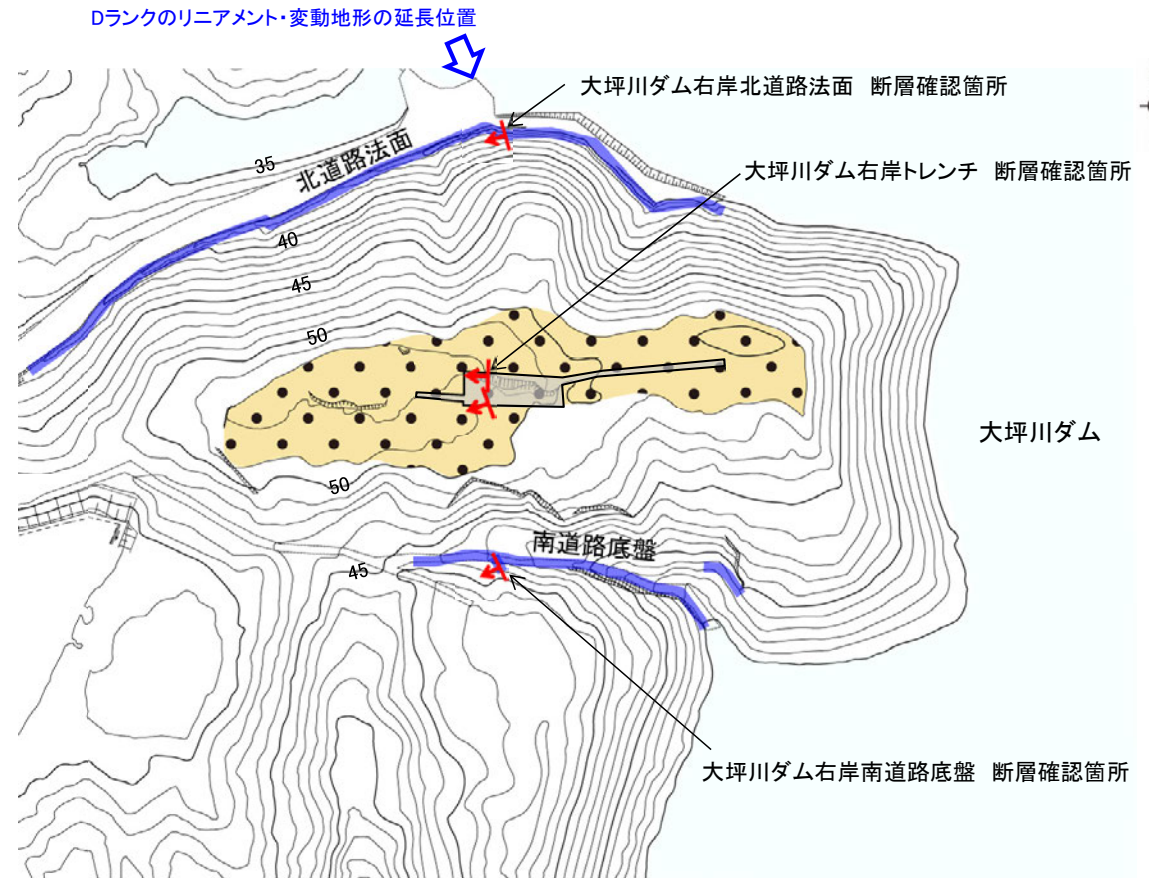 Dランクのリニアメント・変動地形の延長位置
大坪川ダム右岸北道路法面 断層確認箇所
35
北道路法面
大坪川ダム右岸トレンチ 断層確認箇所
40
45
50
大坪川ダム
50
南道路底盤
45
大坪川ダム右岸南道路底盤 断層確認箇所